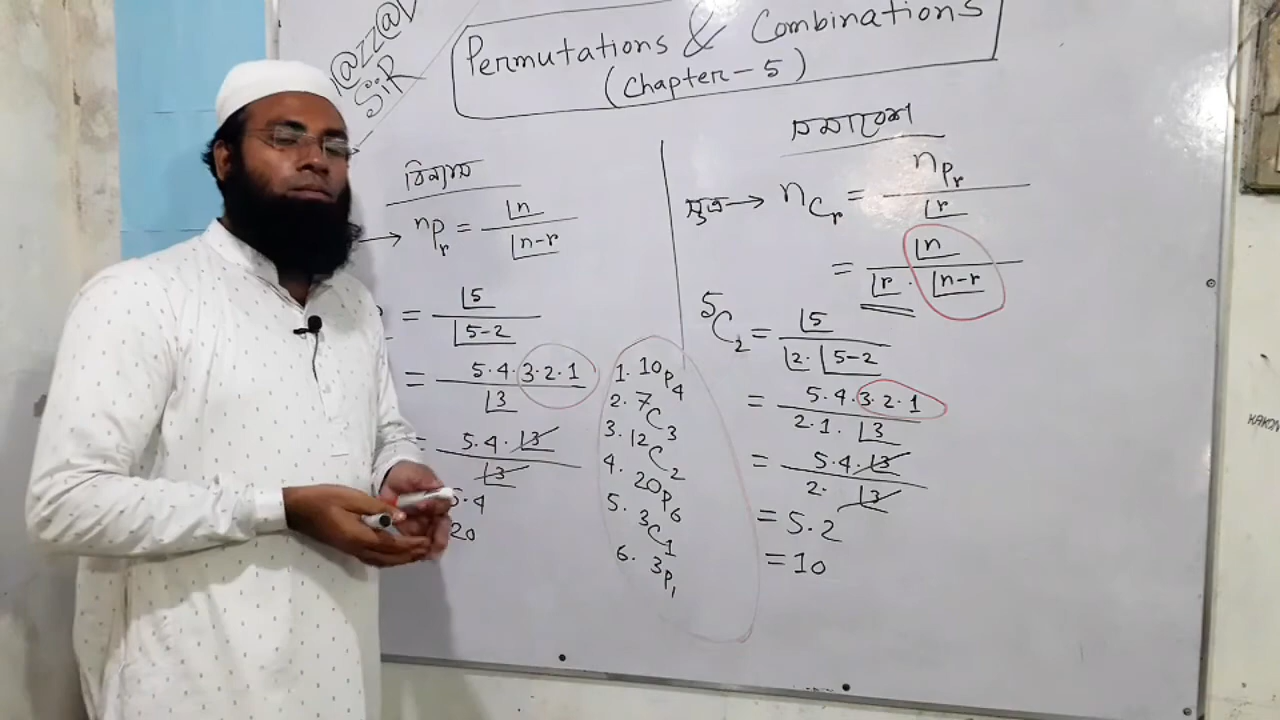 @zz@
SiR
Permutations & Combinations
(Chapter-5)
বিন্যাস
→ nPr = ⌊n / ⌊n-r
= ⌊5 / ⌊5-2
= 5.4.3.2.1 / ⌊3
= 5.4.⌊3 / ⌊3
5.4
20
1. 10P4
2. 7C3
3. 12C2
4. 20P6
5. 3C1
6. 3P1
সমাবেশ
সূত্র → nCr = nPr / ⌊r
= ⌊n / ⌊r . ⌊n-r
5C2 = ⌊5 / ⌊2. ⌊5-2
= 5.4.3.2.1 / 2.1. ⌊3
= 5.4.⌊3 / 2. ⌊3
= 5.2
= 10
KAKON